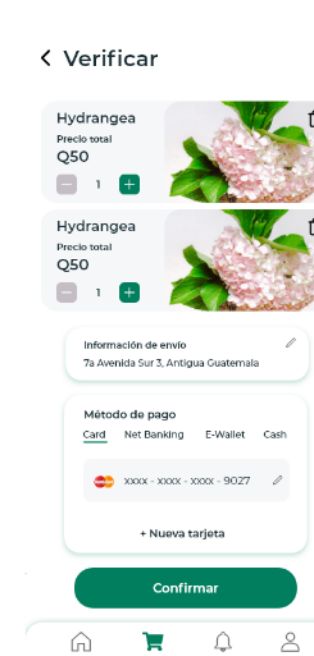 Verificar
Hydrangea
Precio total
Q50
1
Hydrangea
Precio total
Q50
1
Información de envío
7a Avenida Sur 3, Antigua Guatemala
Método de pago
Card Net Banking E-Wallet Cash
xxxx - xxxx - xxxx - 9027
+ Nueva tarjeta
Confirmar